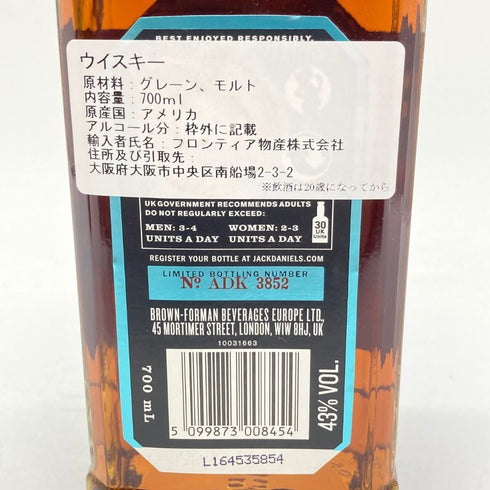 BEST ENJOYED RESPONSIBLY.
ウイスキー
原材料：グレーン、モルト
内容量：700ml
原産国：アメリカ
アルコール分：枠外に記載
輸入者氏名：フロンティア物産株式会社
住所及び引取先：
大阪府大阪市中央区南船場2-3-2
※飲酒は20歳になってから
UK GOVERNMENT RECOMMENDS ADULTS
DO NOT REGULARLY EXCEED:
MEN: 3-4 WOMEN: 2-3
UNITS A DAY UNITS A DAY
30
UK
Units
REGISTER YOUR BOTTLE AT JACKDANIELS.COM
LIMITED BOTTLING NUMBER
Nº ADK 3852
BROWN-FORMAN BEVERAGES EUROPE LTD.,
45 MORTIMER STREET, LONDON, W1W 8HJ, UK
10031663
700 mL
43% VOL.
5 099873 008454
L164535854